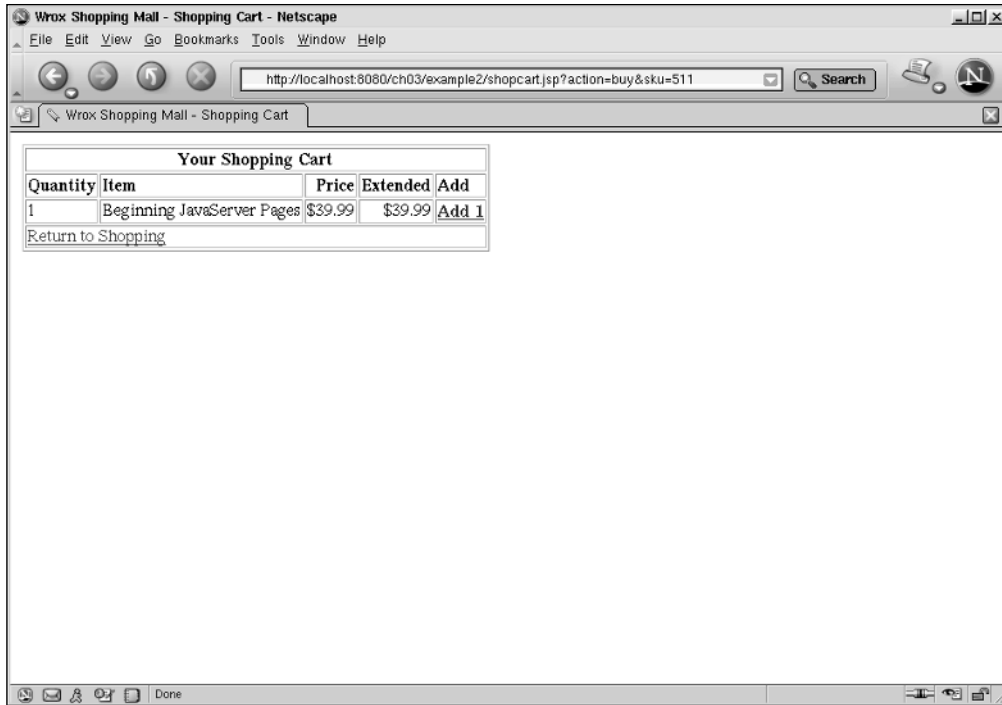 Wrox Shopping Mall - Shopping Cart - Netscape
File Edit View Go Bookmarks Tools Window Help
http://localhost:8080/ch03/example2/shopcart.jsp?action=buy&sku=511 Search N
Wrox Shopping Mall - Shopping Cart
Your Shopping Cart
Quantity Item Price Extended Add
1 Beginning JavaServer Pages $39.99 $39.99 Add 1
Return to Shopping
Done